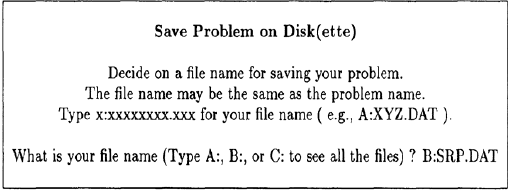 Save Problem on Disk(ette)
Decide on a file name for saving your problem.
The file name may be the same as the problem name.
Type x:xxxxxxxx.xxx for your file name ( e.g., A:XYZ.DAT ).
What is your file name (Type A:, B:, or C: to see all the files) ? B:SRP.DAT